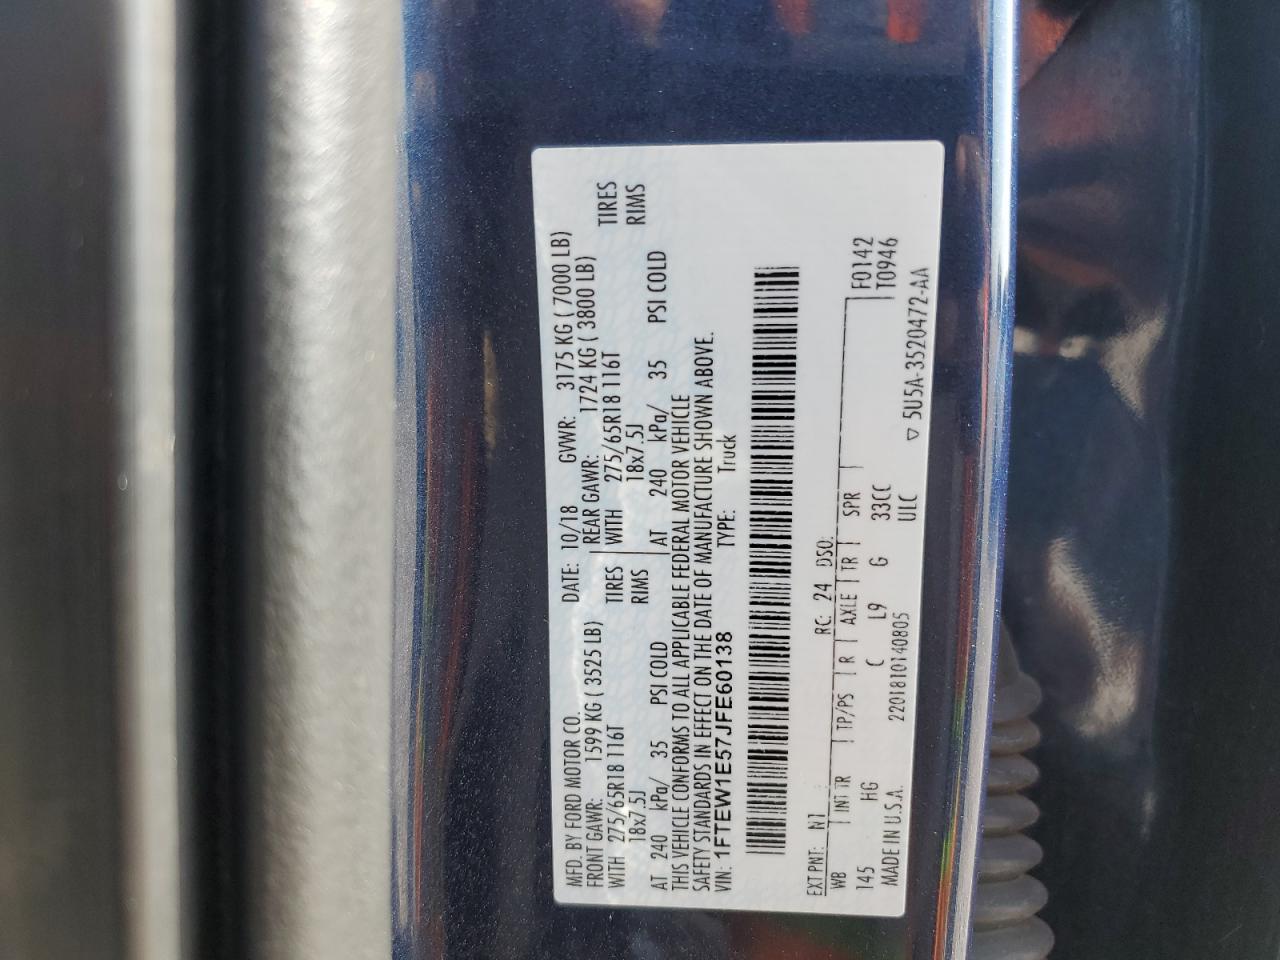 MFD. BY FORD MOTOR CO. DATE: 10/18 GVWR: 3175 KG ( 7000 LB)
FRONT GAWR: 1599 KG ( 3525 LB) REAR GAWR: 1724 KG ( 3800 LB)
WITH 275/65R18 116T TIRES WITH 275/65R18 116T TIRES
18x7.5J RIMS 18x7.5J RIMS
AT 240 kPa/ 35 PSI COLD AT 240 kPa/ 35 PSI COLD
THIS VEHICLE CONFORMS TO ALL APPLICABLE FEDERAL MOTOR VEHICLE
SAFETY STANDARDS IN EFFECT ON THE DATE OF MANUFACTURE SHOWN ABOVE.
VIN: 1FTEW1E57JFE60138 TYPE: Truck
EXT PNT: N1 RC: 24 DSO:
WB INT TR TP/PS R AXLE TR SPR F0142
145 HG C L9 G 33CC T0946
MADE IN U.S.A. 2201810140805 UIC
▽ 5U5A-3520472-AA